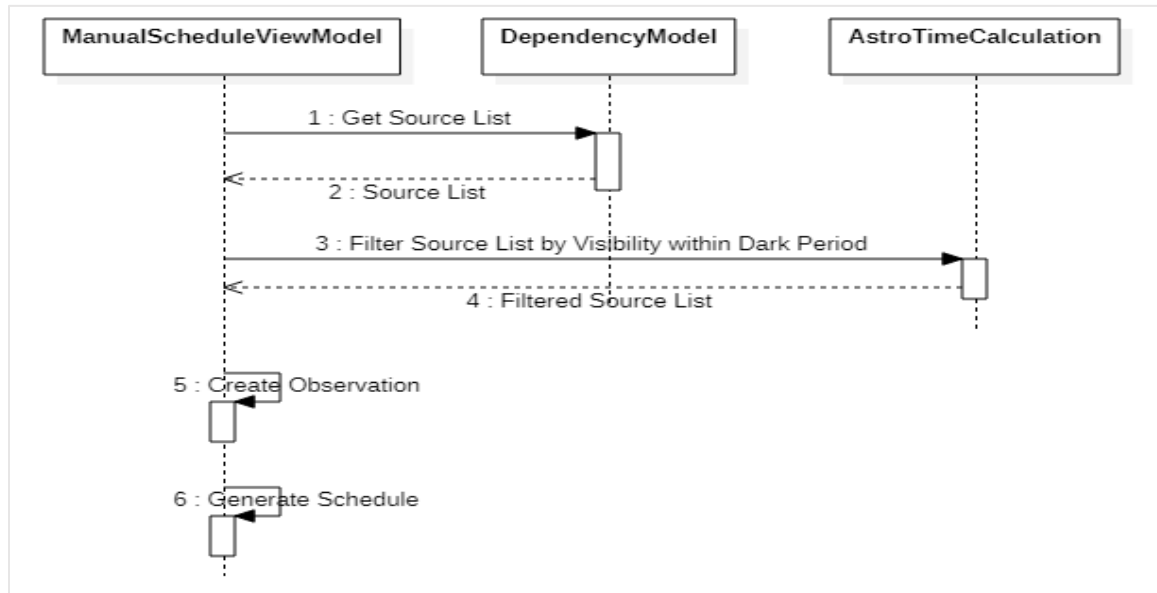 ManualScheduleViewModel
DependencyModel
AstroTimeCalculation
1 : Get Source List
2 : Source List
3 : Filter Source List by Visibility within Dark Period
4 : Filtered Source List
5 : Create Observation
6 : Generate Schedule